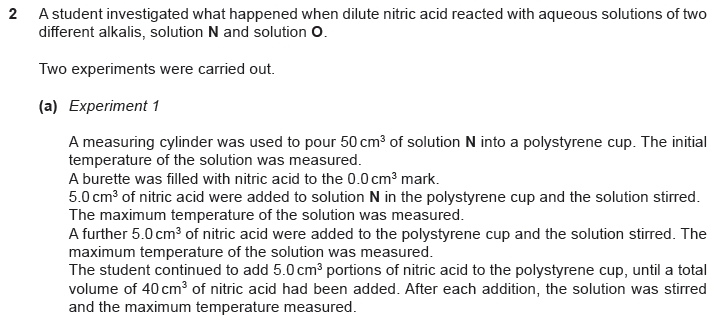 2 A student investigated what happened when dilute nitric acid reacted with aqueous solutions of two
different alkalis, solution N and solution O.
Two experiments were carried out.
(a) Experiment 1
A measuring cylinder was used to pour 50 cm³ of solution N into a polystyrene cup. The initial
temperature of the solution was measured.
A burette was filled with nitric acid to the 0.0 cm³ mark.
5.0 cm³ of nitric acid were added to solution N in the polystyrene cup and the solution stirred.
The maximum temperature of the solution was measured.
A further 5.0 cm³ of nitric acid were added to the polystyrene cup and the solution stirred. The
maximum temperature of the solution was measured.
The student continued to add 5.0 cm³ portions of nitric acid to the polystyrene cup, until a total
volume of 40 cm³ of nitric acid had been added. After each addition, the solution was stirred
and the maximum temperature measured.